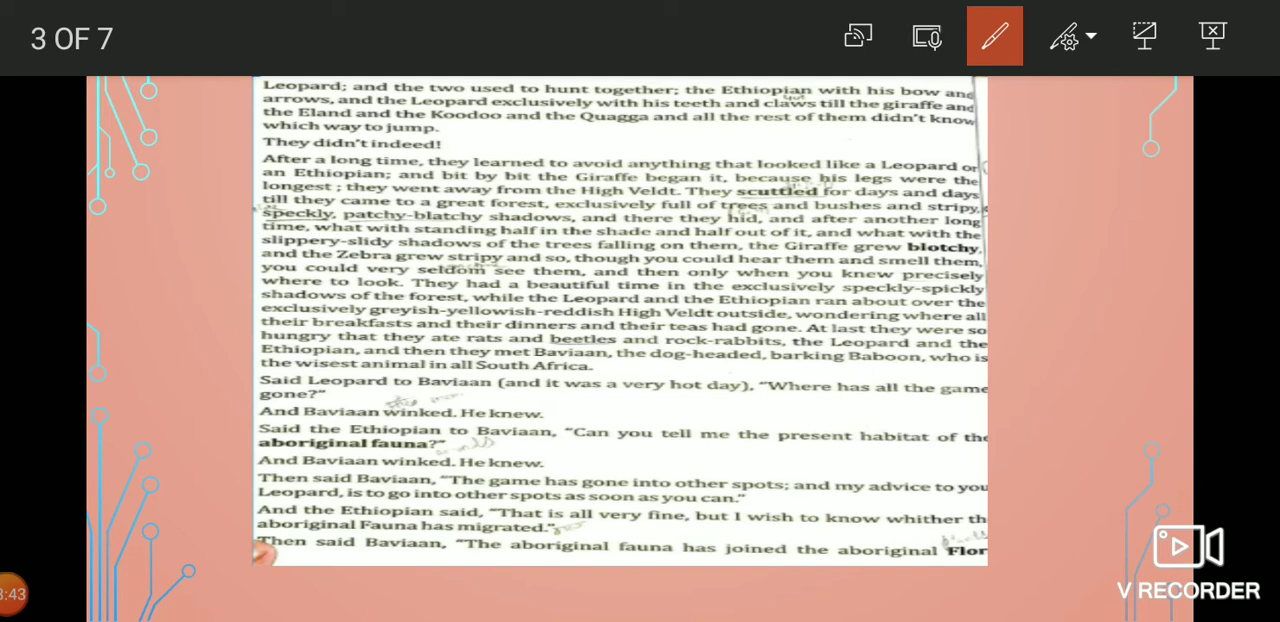 3 OF 7
Leopard; and the two used to hunt together; the Ethiopian with his bow and
arrows, and the Leopard exclusively with his teeth and claws till the giraffe and
the Eland and the Koodoo and the Quagga and all the rest of them didn't know
which way to jump.
They didn't indeed!
After a long time, they learned to avoid anything that looked like a Leopard or
an Ethiopian; and bit by bit the Giraffe began it, because his legs were the
longest ; they went away from the High Veldt. They scuttled for days and days
till they came to a great forest, exclusively full of trees and bushes and stripy,
speckly, patchy-blatchy shadows, and there they hid, and after another long
time, what with standing half in the shade and half out of it, and what with the
slippery-slidy shadows of the trees falling on them, the Giraffe grew blotchy,
and the Zebra grew stripy and so, though you could hear them and smell them,
you could very seldom see them, and then only when you knew precisely
where to look. They had a beautiful time in the exclusively speckly-spickly
shadows of the forest, while the Leopard and the Ethiopian ran about over the
exclusively greyish-yellowish-reddish High Veldt outside, wondering where all
their breakfasts and their dinners and their teas had gone. At last they were so
hungry that they ate rats and beetles and rock-rabbits, the Leopard and the
Ethiopian, and then they met Baviaan, the dog-headed, barking Baboon, who is
the wisest animal in all South Africa.
Said Leopard to Baviaan (and it was a very hot day), "Where has all the game
gone?"
And Baviaan winked. He knew.
Said the Ethiopian to Baviaan, "Can you tell me the present habitat of the
aboriginal fauna?"
And Baviaan winked. He knew.
Then said Baviaan, "The game has gone into other spots; and my advice to you
Leopard, is to go into other spots as soon as you can."
And the Ethiopian said, "That is all very fine, but I wish to know whither th
aboriginal Fauna has migrated."
Then said Baviaan, "The aboriginal fauna has joined the aboriginal Flor
3:43
V RECORDER